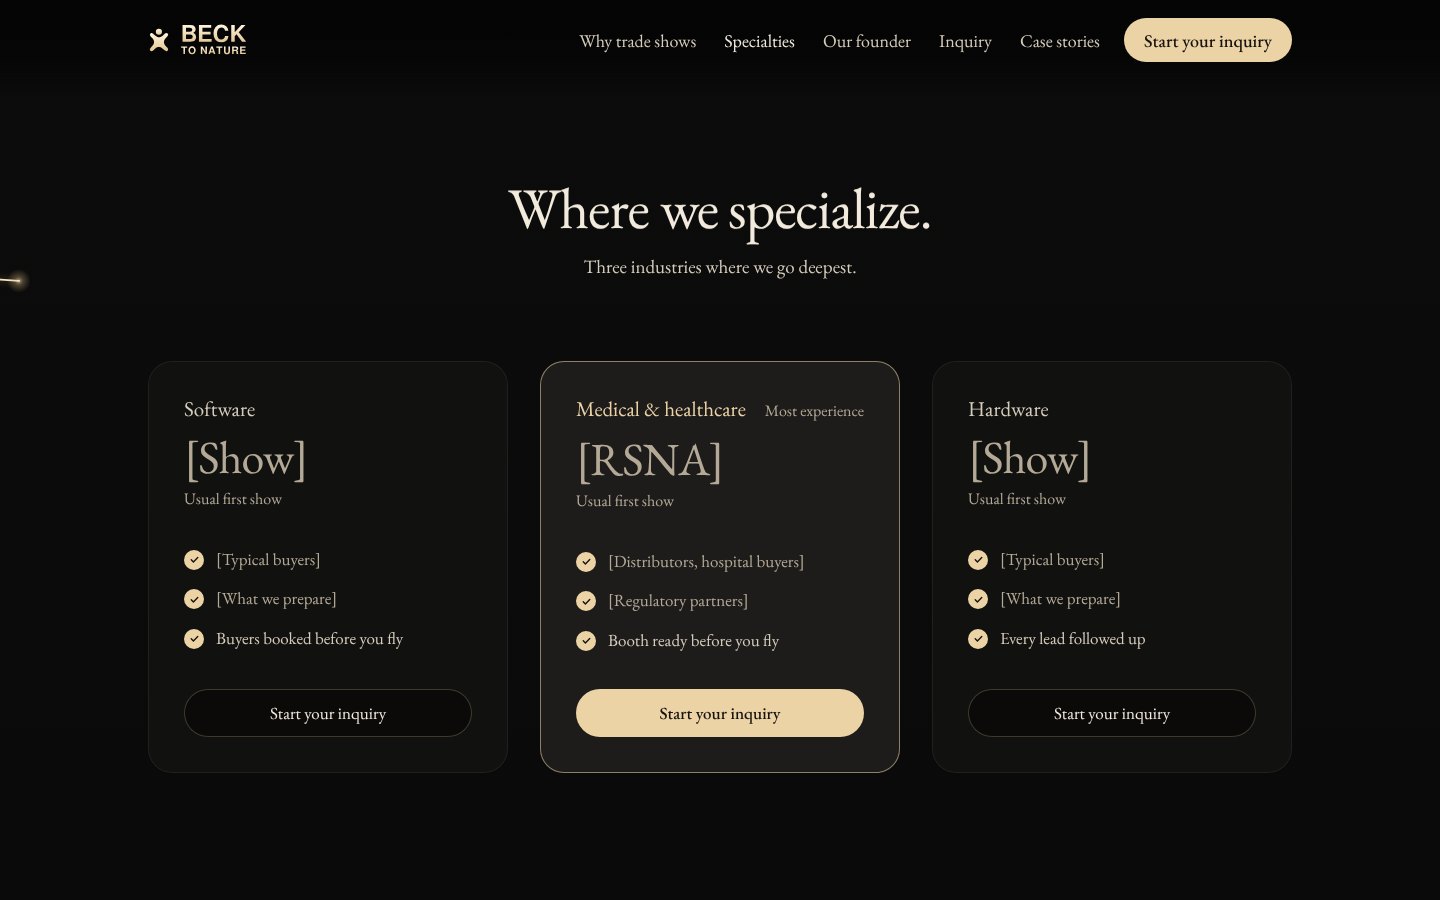 BECK
TO NATURE
Why trade shows
Specialties
Our founder
Inquiry
Case stories
Start your inquiry
Where we specialize.
Three industries where we go deepest.
Software
[Show]
Usual first show
[Typical buyers]
[What we prepare]
Buyers booked before you fly
Start your inquiry
Medical & healthcare
Most experience
[RSNA]
Usual first show
[Distributors, hospital buyers]
[Regulatory partners]
Booth ready before you fly
Start your inquiry
Hardware
[Show]
Usual first show
[Typical buyers]
[What we prepare]
Every lead followed up
Start your inquiry